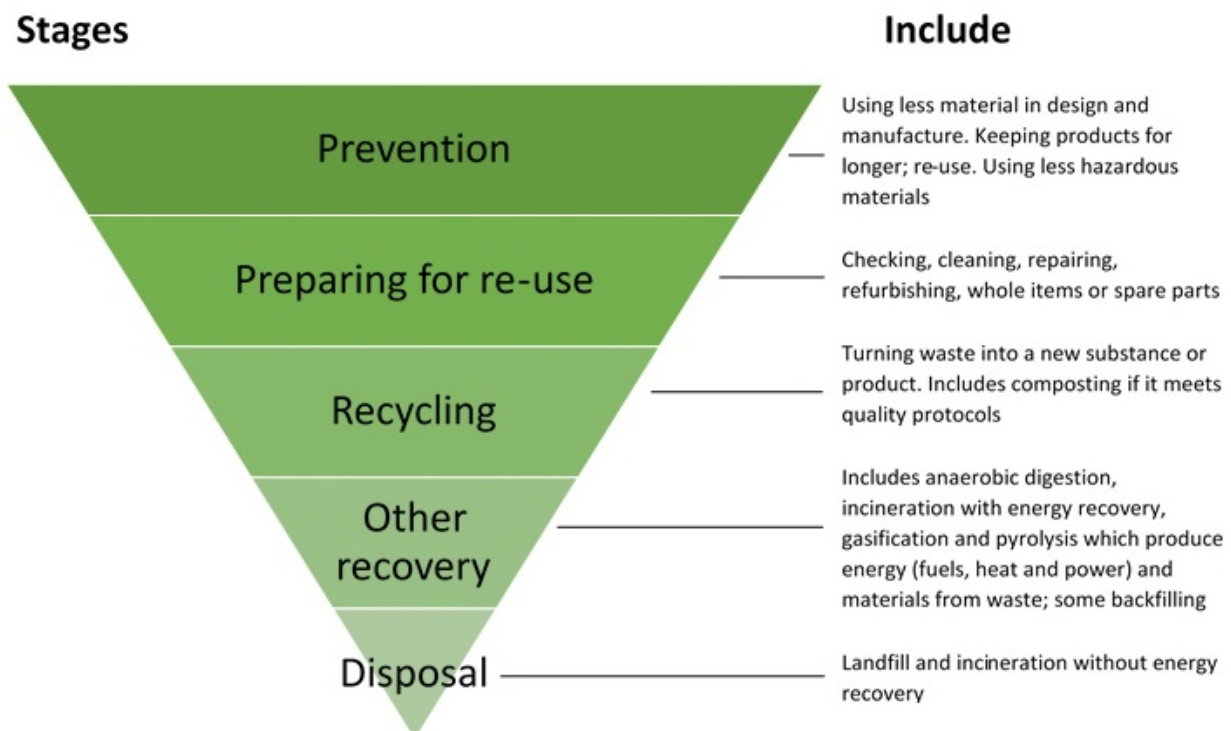 Stages
Include
Prevention
Using less material in design and
manufacture. Keeping products for
longer; re-use. Using less hazardous
materials
Preparing for re-use
Checking, cleaning, repairing,
refurbishing, whole items or spare parts
Recycling
Turning waste into a new substance or
product. Includes composting if it meets
quality protocols
Other
recovery
Includes anaerobic digestion,
incineration with energy recovery,
gasification and pyrolysis which produce
energy (fuels, heat and power) and
materials from waste; some backfilling
Disposal
Landfill and incineration without energy
recovery